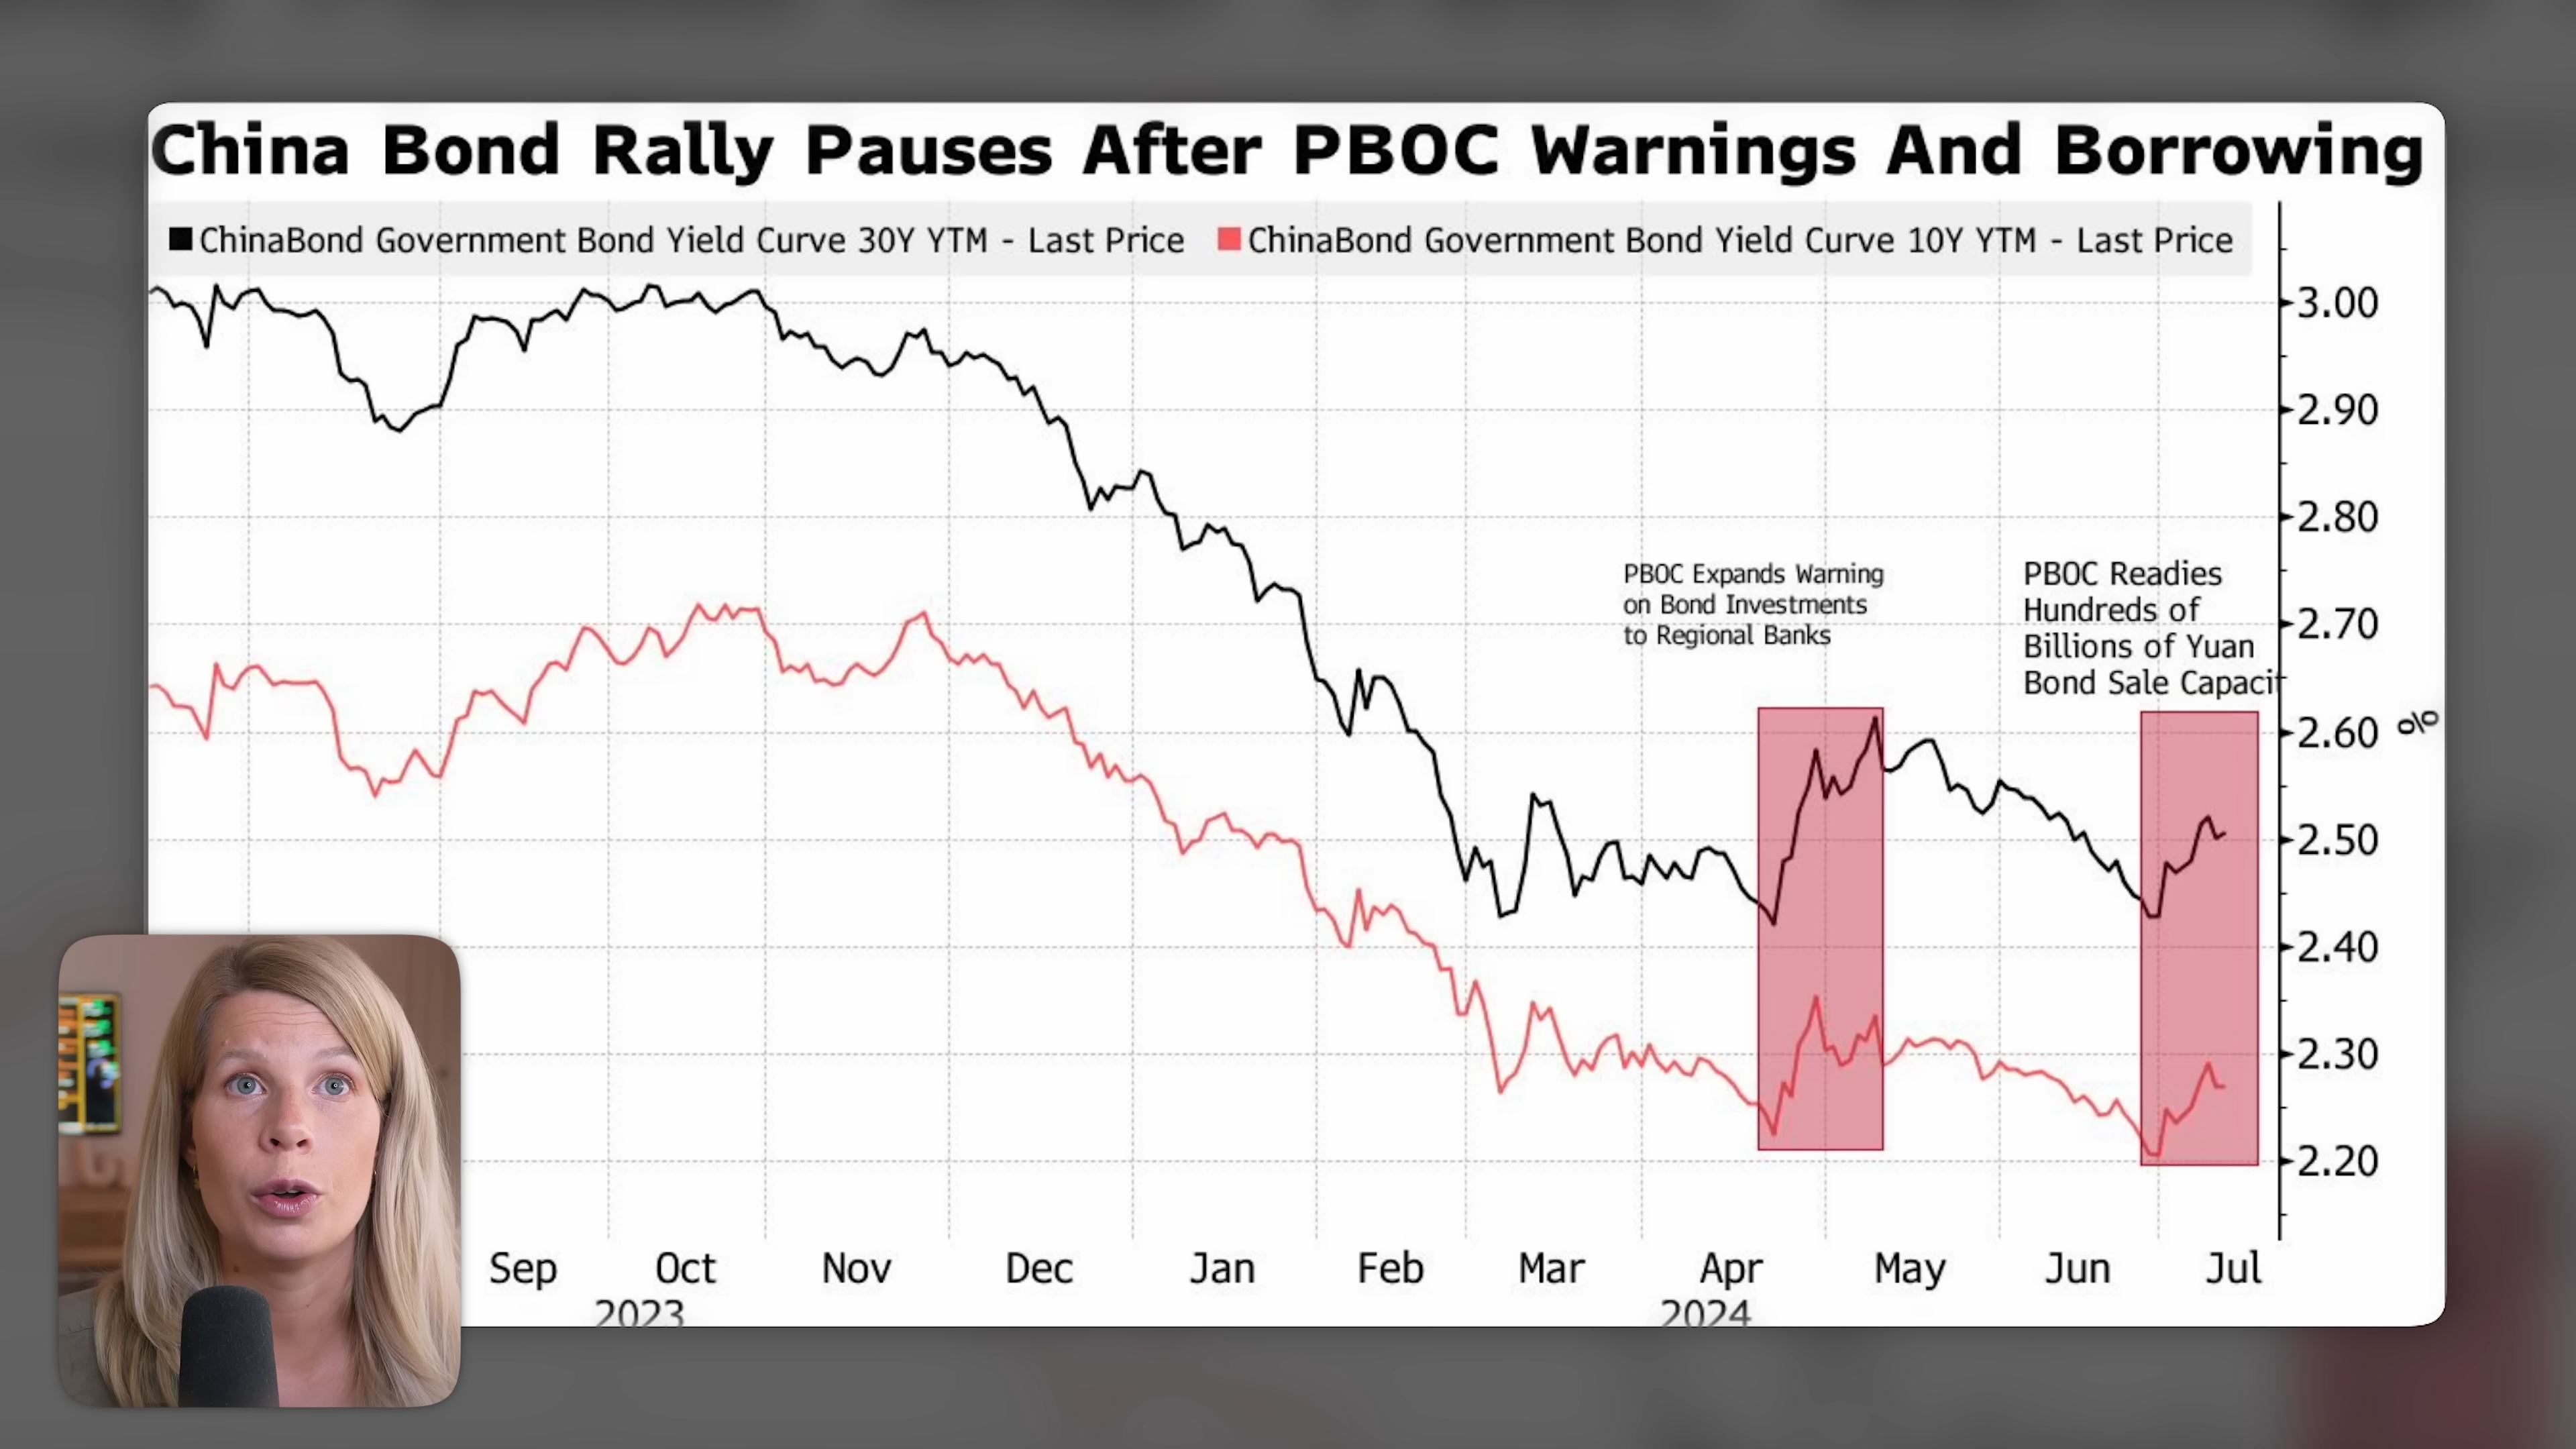 China Bond Rally Pauses After PBOC Warnings And Borrowing
ChinaBond Government Bond Yield Curve 30Y YTM - Last Price
ChinaBond Government Bond Yield Curve 10Y YTM - Last Price
3.00
2.90
2.80
PBOC Expands Warning
on Bond Investments
to Regional Banks
PBOC Readies
Hundreds of
Billions of Yuan
Bond Sale Capacit
2.70
2.60
%
2.50
2.40
2.30
2.20
Sep Oct Nov Dec Jan Feb Mar Apr May Jun Jul
2023 2024